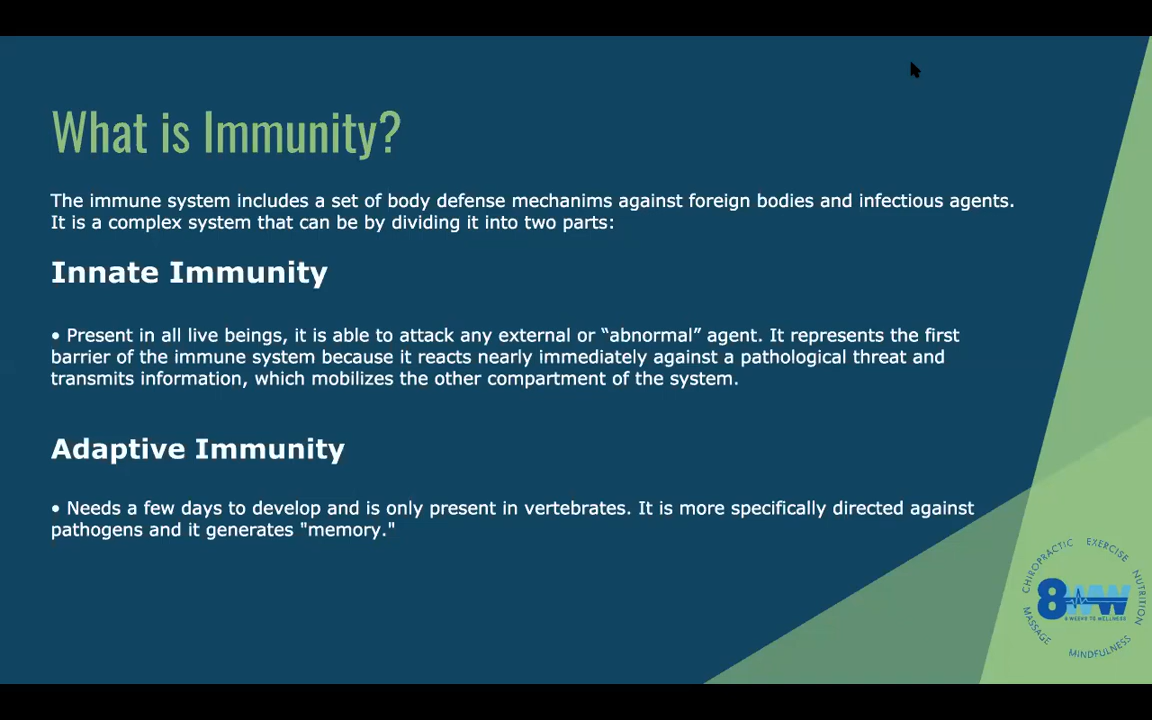 What is Immunity?
The immune system includes a set of body defense mechanims against foreign bodies and infectious agents.
It is a complex system that can be by dividing it into two parts:
Innate Immunity
• Present in all live beings, it is able to attack any external or “abnormal” agent. It represents the first
barrier of the immune system because it reacts nearly immediately against a pathological threat and
transmits information, which mobilizes the other compartment of the system.
Adaptive Immunity
• Needs a few days to develop and is only present in vertebrates. It is more specifically directed against
pathogens and it generates "memory."
CHIROPRACTIC EXERCISE NUTRITION MINDFULNESS MASSAGE
8WW
8 WEEKS TO WELLNESS